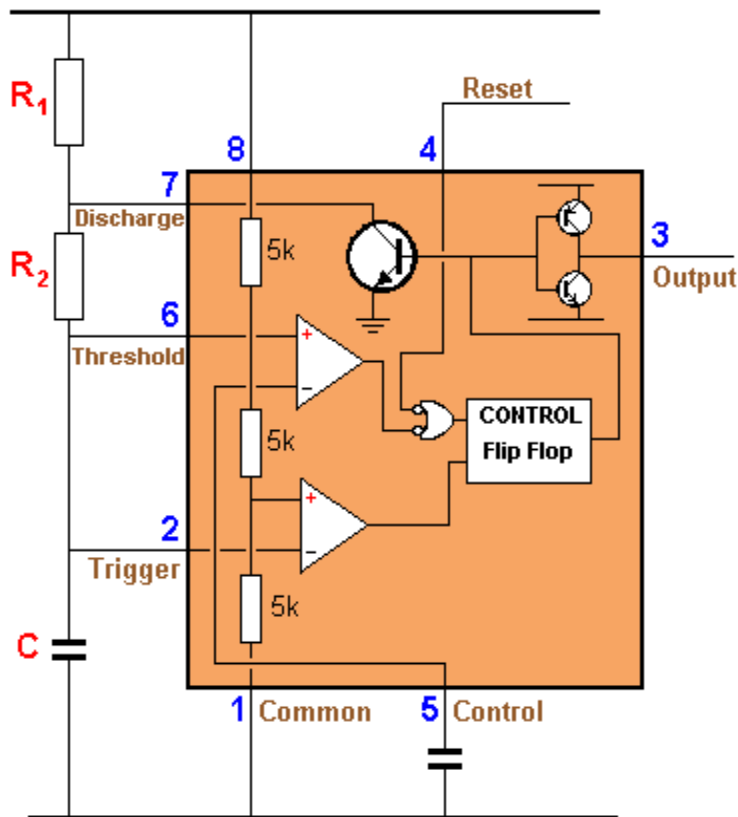 R1
Reset
8
4
7
Discharge
5k
3
Output
R2
6
Threshold
+
−
5k
CONTROL
Flip Flop
+
−
2
Trigger
5k
C
1 Common
5 Control